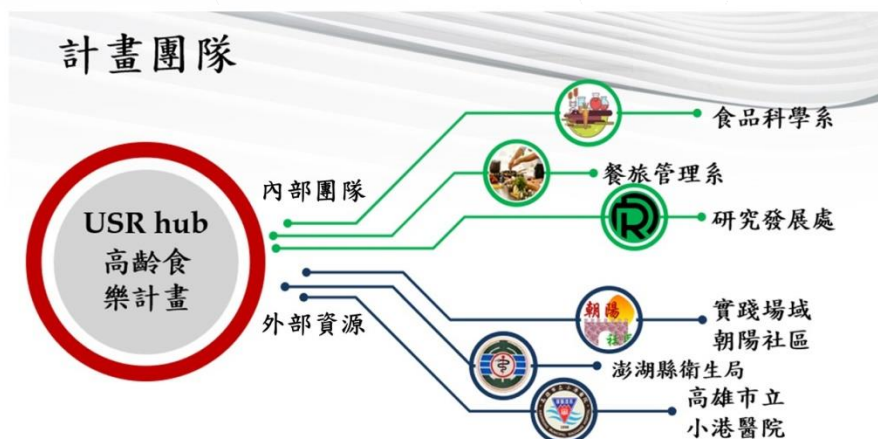 計畫團隊
USR hub
高齡食
樂計畫
內部團隊
食品科學系
餐旅管理系
研究發展處
外部資源
朝陽
社
實踐場域
朝陽社區
澎湖縣衛生局
高雄市立
小港醫院